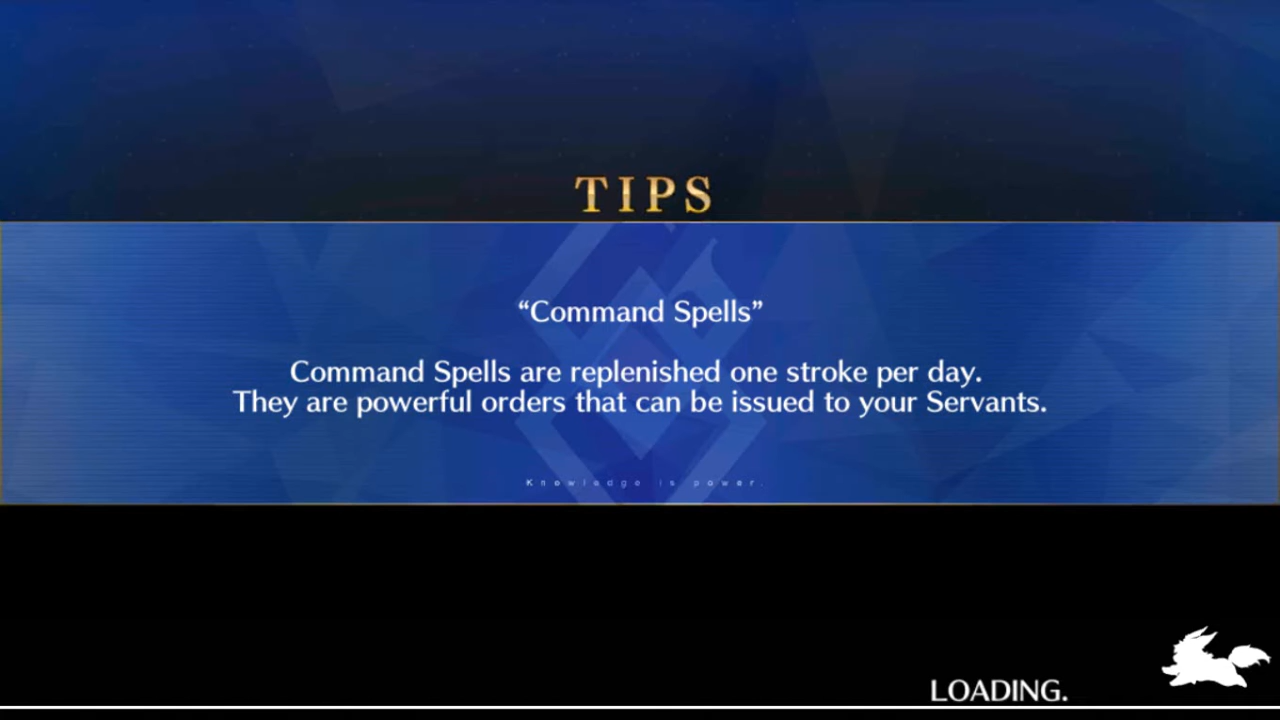 TIPS
“Command Spells”
Command Spells are replenished one stroke per day.
They are powerful orders that can be issued to your Servants.
Knowledge is power.
LOADING.